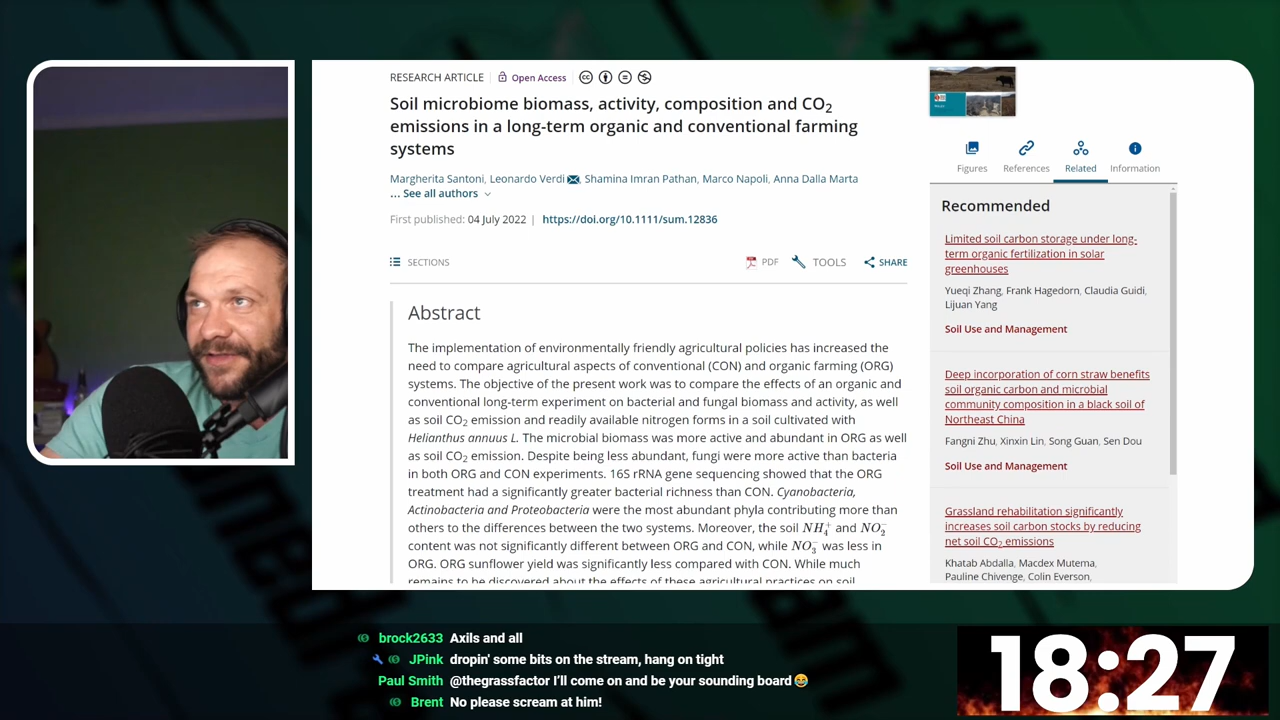 RESEARCH ARTICLE Open Access
Soil microbiome biomass, activity, composition and CO2
emissions in a long-term organic and conventional farming
systems
Margherita Santoni, Leonardo Verdi, Shamina Imran Pathan, Marco Napoli, Anna Dalla Marta
... See all authors
First published: 04 July 2022 | https://doi.org/10.1111/sum.12836
SECTIONS PDF TOOLS SHARE
Abstract
The implementation of environmentally friendly agricultural policies has increased the
need to compare agricultural aspects of conventional (CON) and organic farming (ORG)
systems. The objective of the present work was to compare the effects of an organic and
conventional long-term experiment on bacterial and fungal biomass and activity, as well
as soil CO2 emission and readily available nitrogen forms in a soil cultivated with
Helianthus annuus L. The microbial biomass was more active and abundant in ORG as well
as soil CO2 emission. Despite being less abundant, fungi were more active than bacteria
in both ORG and CON experiments. 16S rRNA gene sequencing showed that the ORG
treatment had a significantly greater bacterial richness than CON. Cyanobacteria,
Actinobacteria and Proteobacteria were the most abundant phyla contributing more than
others to the differences between the two systems. Moreover, the soil NH4+ and NO2−
content was not significantly different between ORG and CON, while NO3− was less in
ORG. ORG sunflower yield was significantly less compared with CON. While much
remains to be discovered about the effects of these agricultural practices on soil
Figures References Related Information
Recommended
Limited soil carbon storage under long-
term organic fertilization in solar
greenhouses
Yueqi Zhang, Frank Hagedorn, Claudia Guidi,
Lijuan Yang
Soil Use and Management
Deep incorporation of corn straw benefits
soil organic carbon and microbial
community composition in a black soil of
Northeast China
Fangni Zhu, Xinxin Lin, Song Guan, Sen Dou
Soil Use and Management
Grassland rehabilitation significantly
increases soil carbon stocks by reducing
net soil CO2 emissions
Khatab Abdalla, Macdex Mutema,
Pauline Chivenge, Colin Everson,
brock2633 Axils and all
JPink dropin' some bits on the stream, hang on tight
Paul Smith @thegrassfactor I'll come on and be your sounding board😂
Brent No please scream at him!
18:27